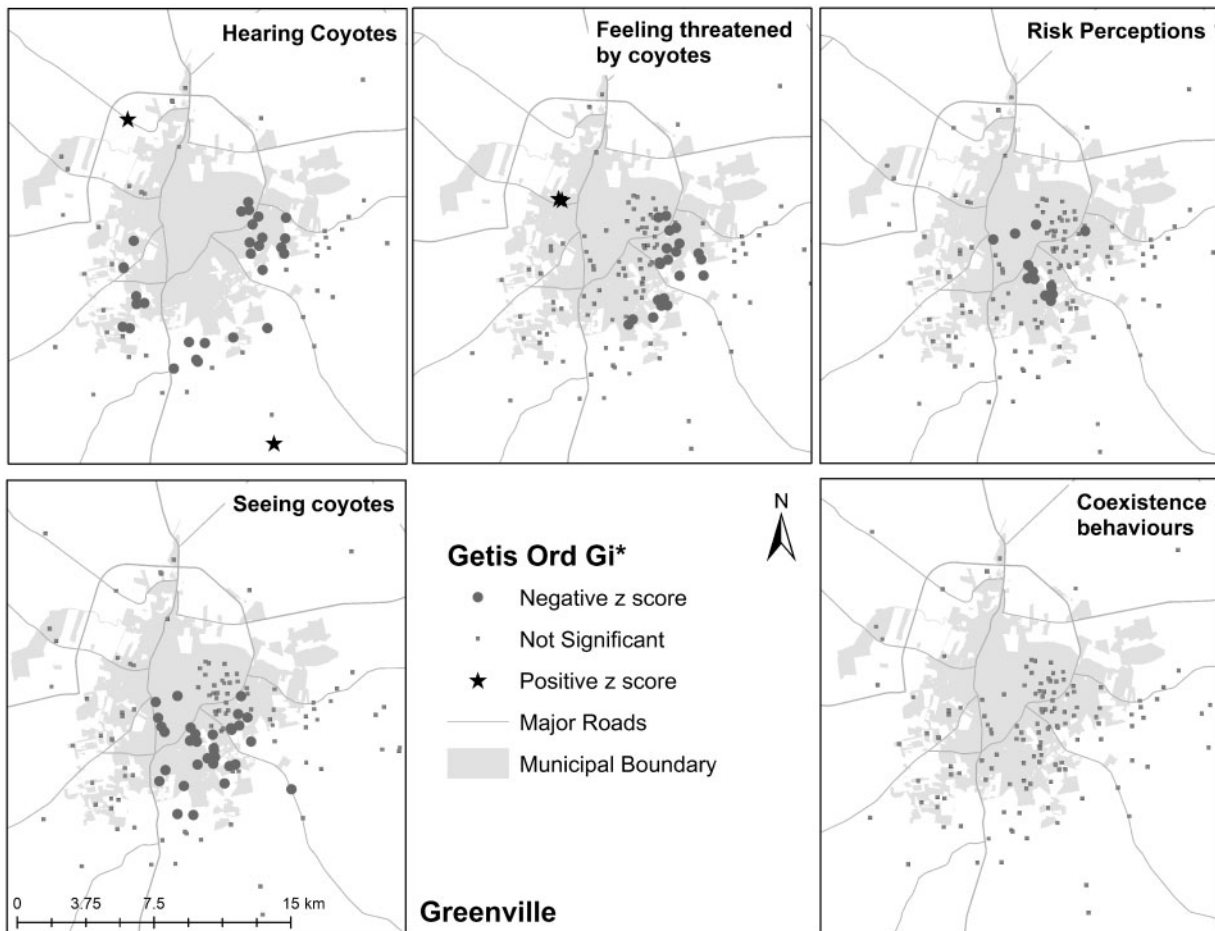 Hearing Coyotes
Feeling threatened
by coyotes
Risk Perceptions
Seeing coyotes
Getis Ord Gi*
Negative z score
Not Significant
Positive z score
Major Roads
Municipal Boundary
N
Coexistence
behaviours
0 3.75 7.5 15 km
Greenville